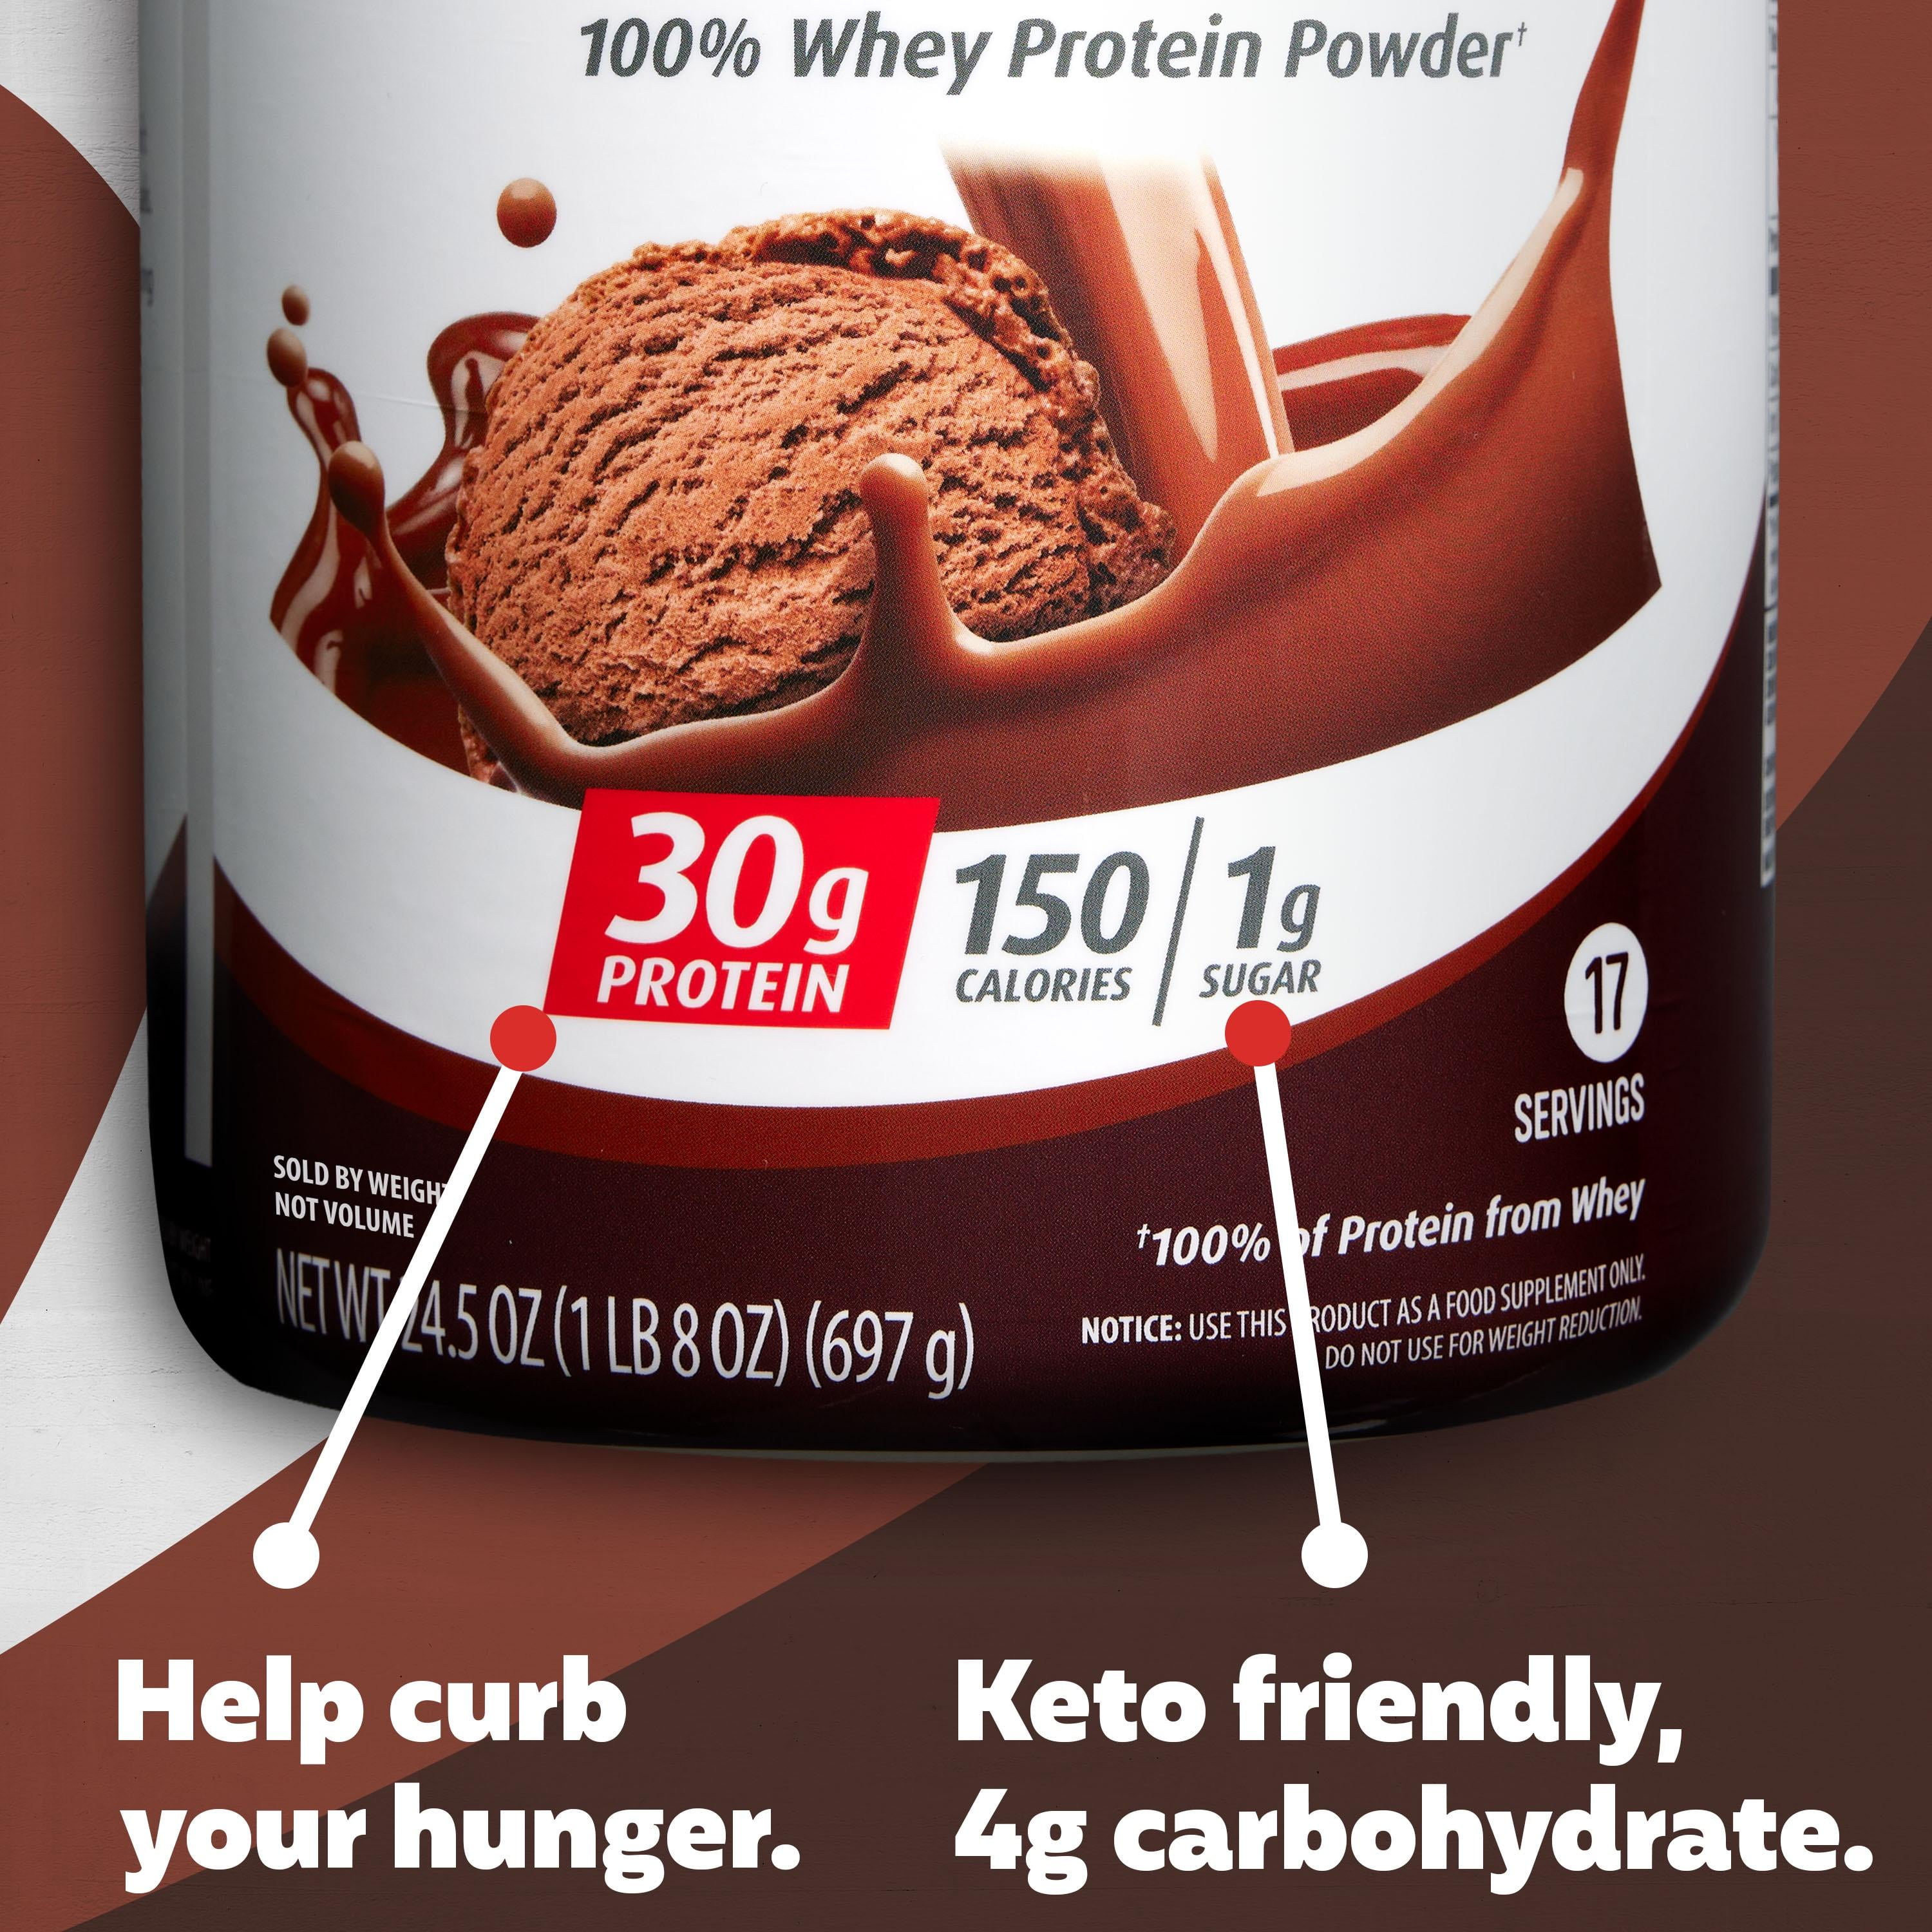 100% Whey Protein Powder†
30g
PROTEIN
150
CALORIES
1g
SUGAR
17
SERVINGS
SOLD BY WEIGHT
NOT VOLUME
NET WT 24.5 OZ (1 LB 8 OZ) (697 g)
†100% of Protein from Whey
NOTICE: USE THIS PRODUCT AS A FOOD SUPPLEMENT ONLY.
DO NOT USE FOR WEIGHT REDUCTION.
Help curb
your hunger.
Keto friendly,
4g carbohydrate.